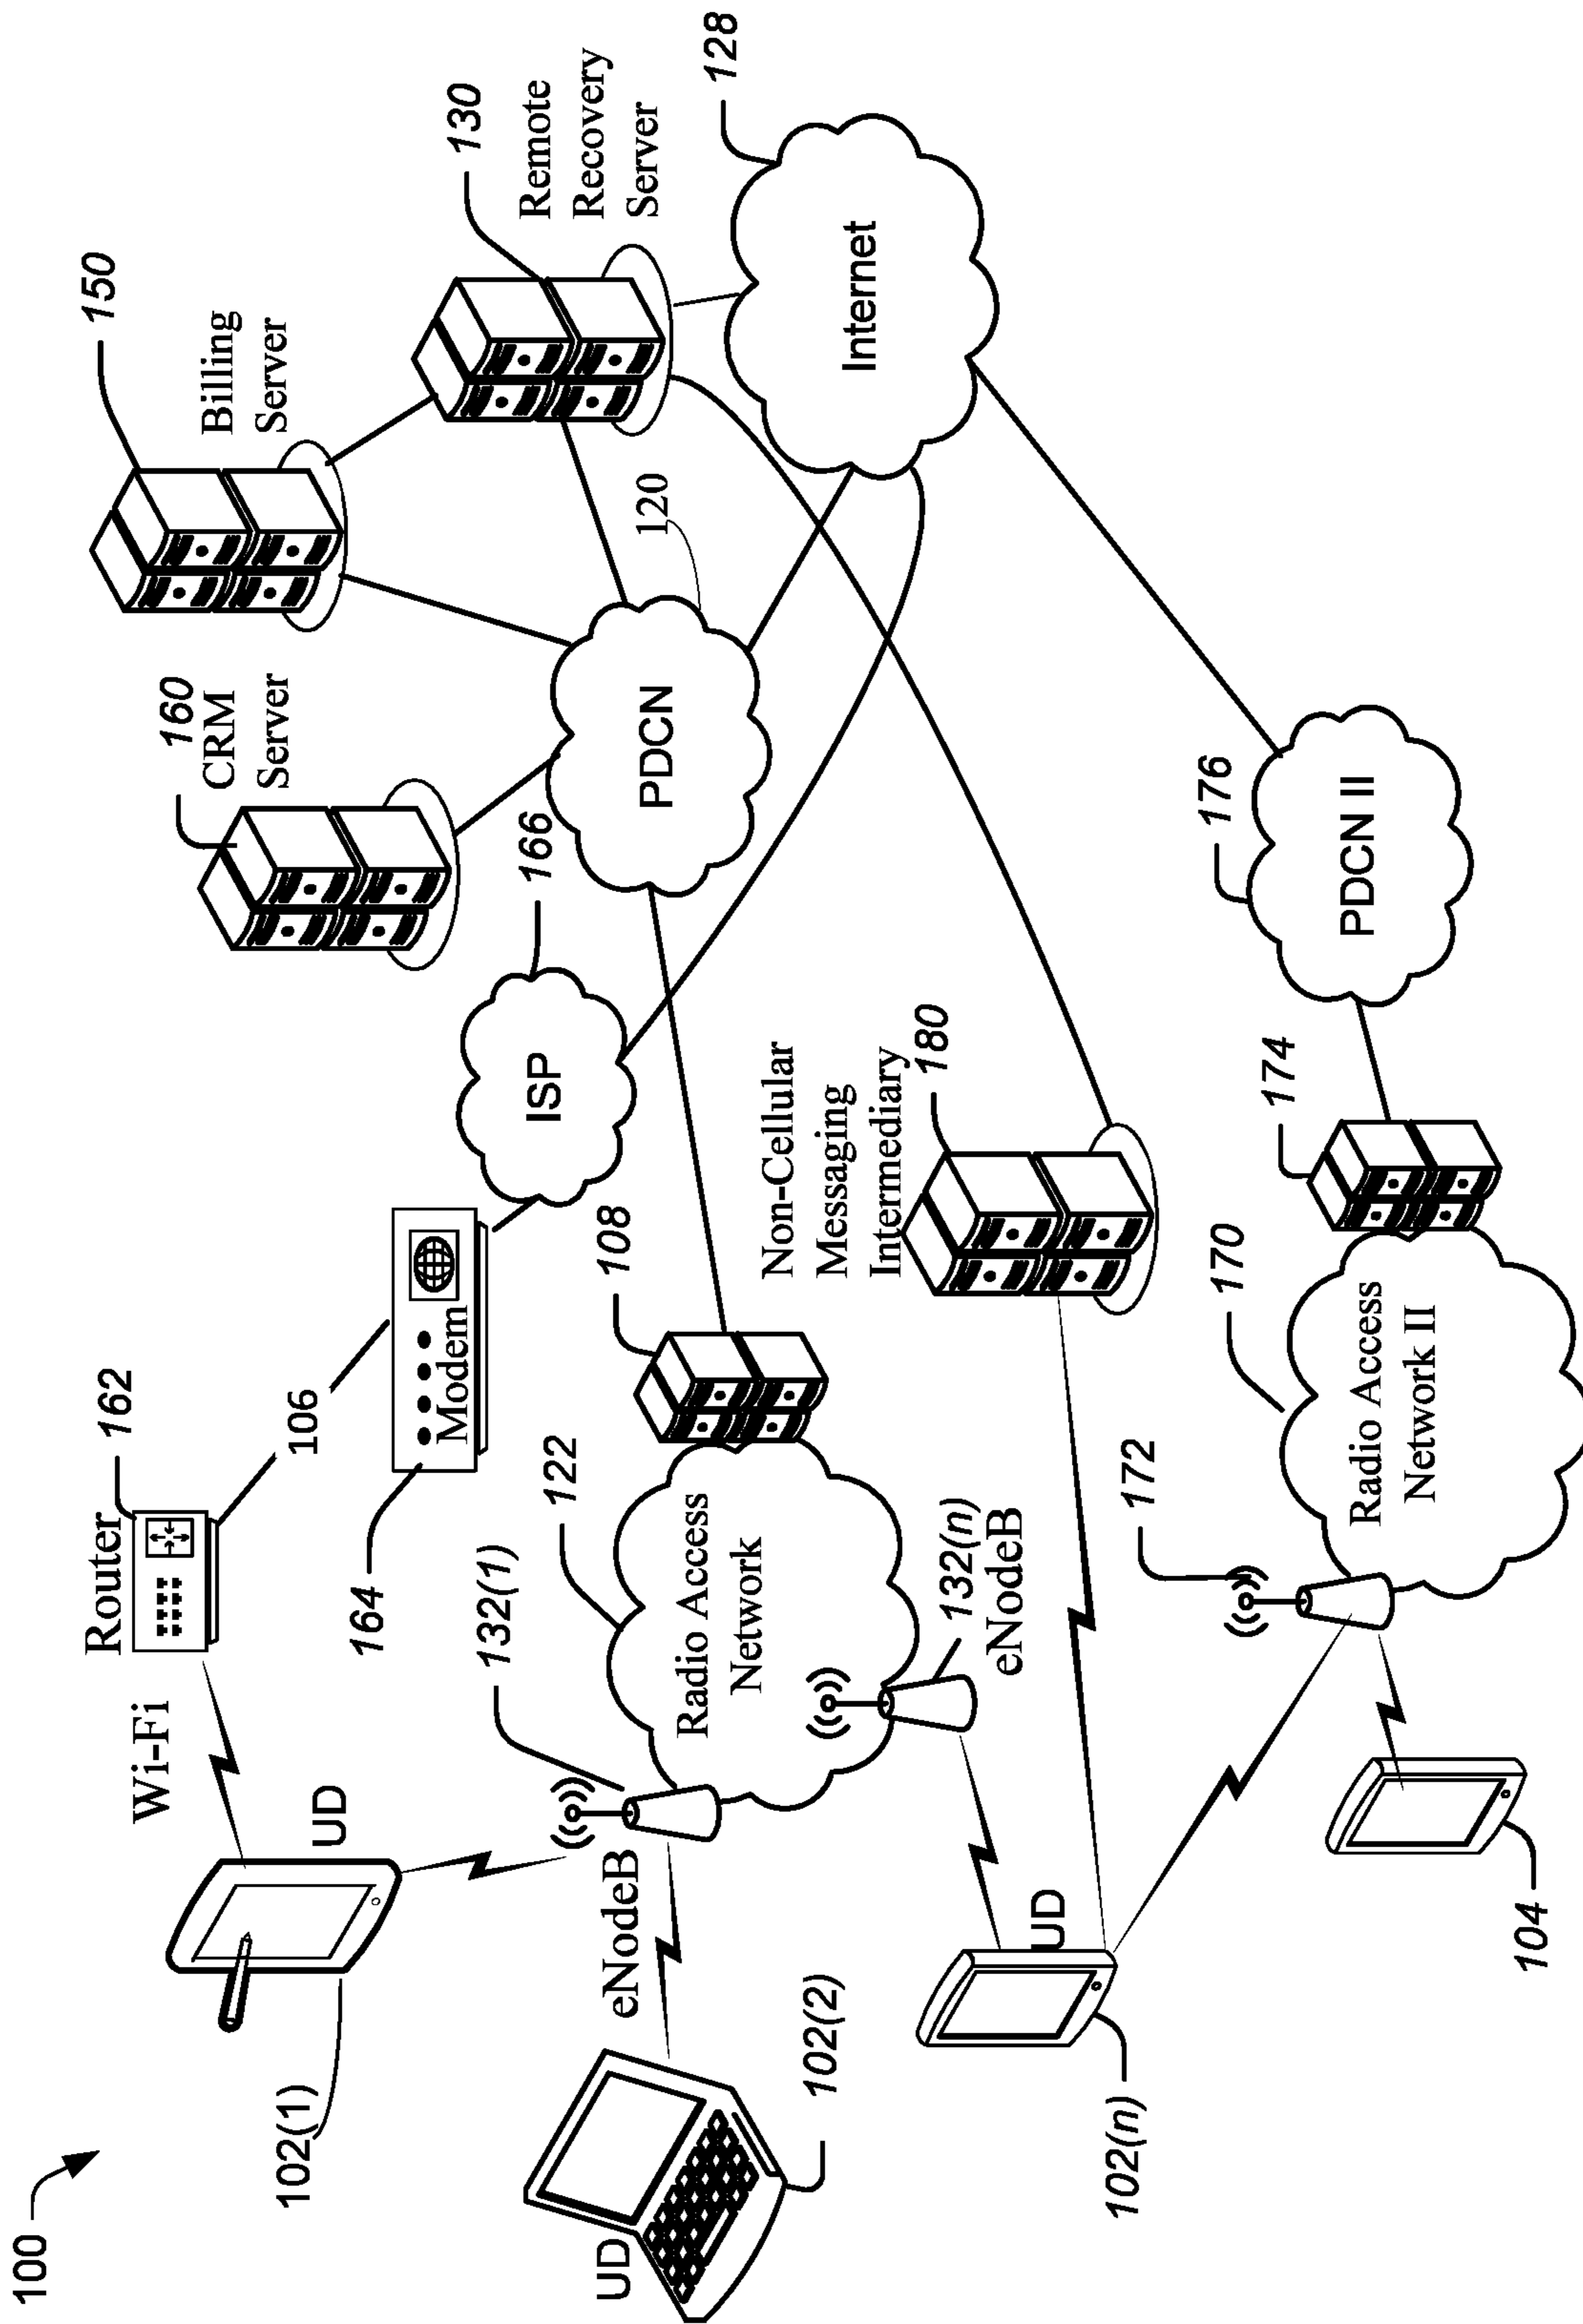 100
102(1)
UD
Wi-Fi
Router
162
106
164
Modem
ISP
166
160
CRM
Server
150
Billing
Server
130
Remote
Recovery
Server
128
Internet
120
PDCN
108
122
Radio Access
Network
132(1)
eNodeB
132(n)
eNodeB
UD
102(2)
UD
102(n)
Non-Cellular
Messaging
Intermediary
180
104
172
170
Radio Access
Network II
174
176
PDCN II